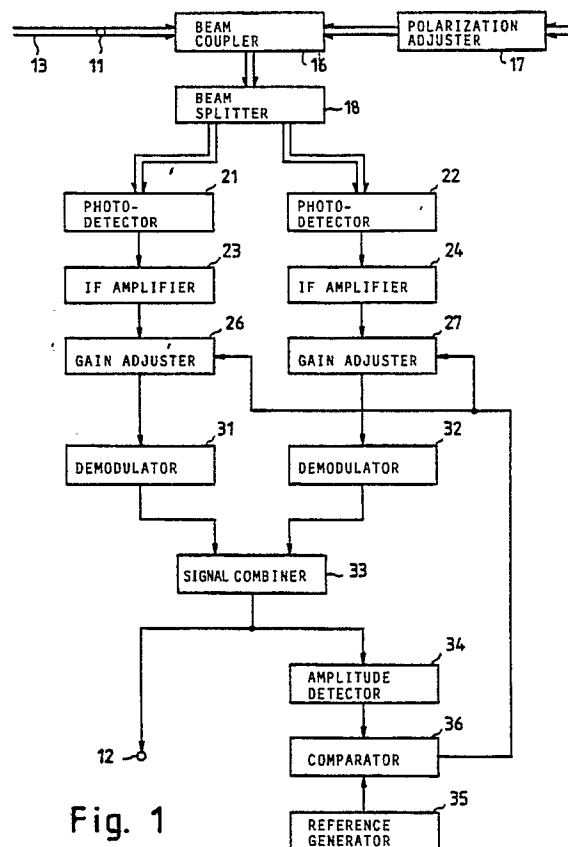 BEAM
COUPLER
POLARIZATION
ADJUSTER
13
11
16
17
BEAM
SPLITTER
18
21
22
PHOTO-
DETECTOR
PHOTO-
DETECTOR
23
24
IF AMPLIFIER
IF AMPLIFIER
26
27
GAIN ADJUSTER
GAIN ADJUSTER
31
32
DEMODULATOR
DEMODULATOR
SIGNAL COMBINER
33
34
AMPLITUDE
DETECTOR
36
12
COMPARATOR
35
REFERENCE
GENERATOR
Fig. 1